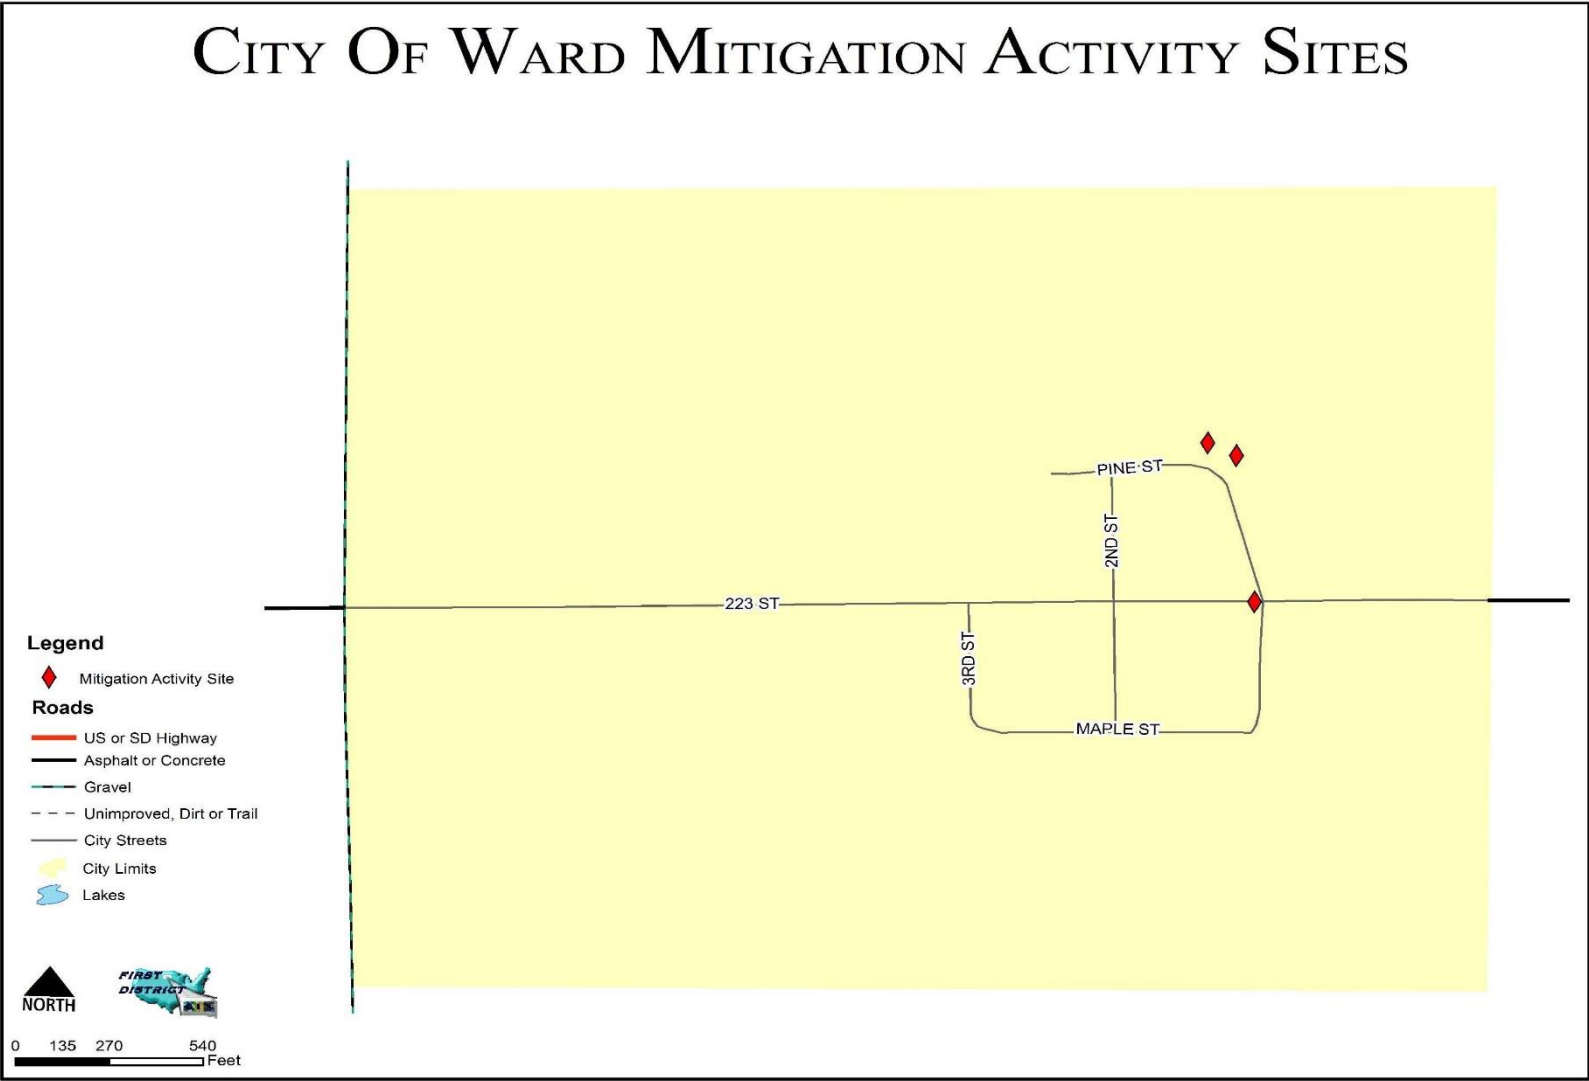 CITY OF WARD MITIGATION ACTIVITY SITES
PINE ST
2ND ST
223 ST
3RD ST
MAPLE ST
Legend
Mitigation Activity Site
Roads
US or SD Highway
Asphalt or Concrete
Gravel
Unimproved, Dirt or Trail
City Streets
City Limits
Lakes
NORTH
FIRST
DISTRICT
0 135 270 540
Feet